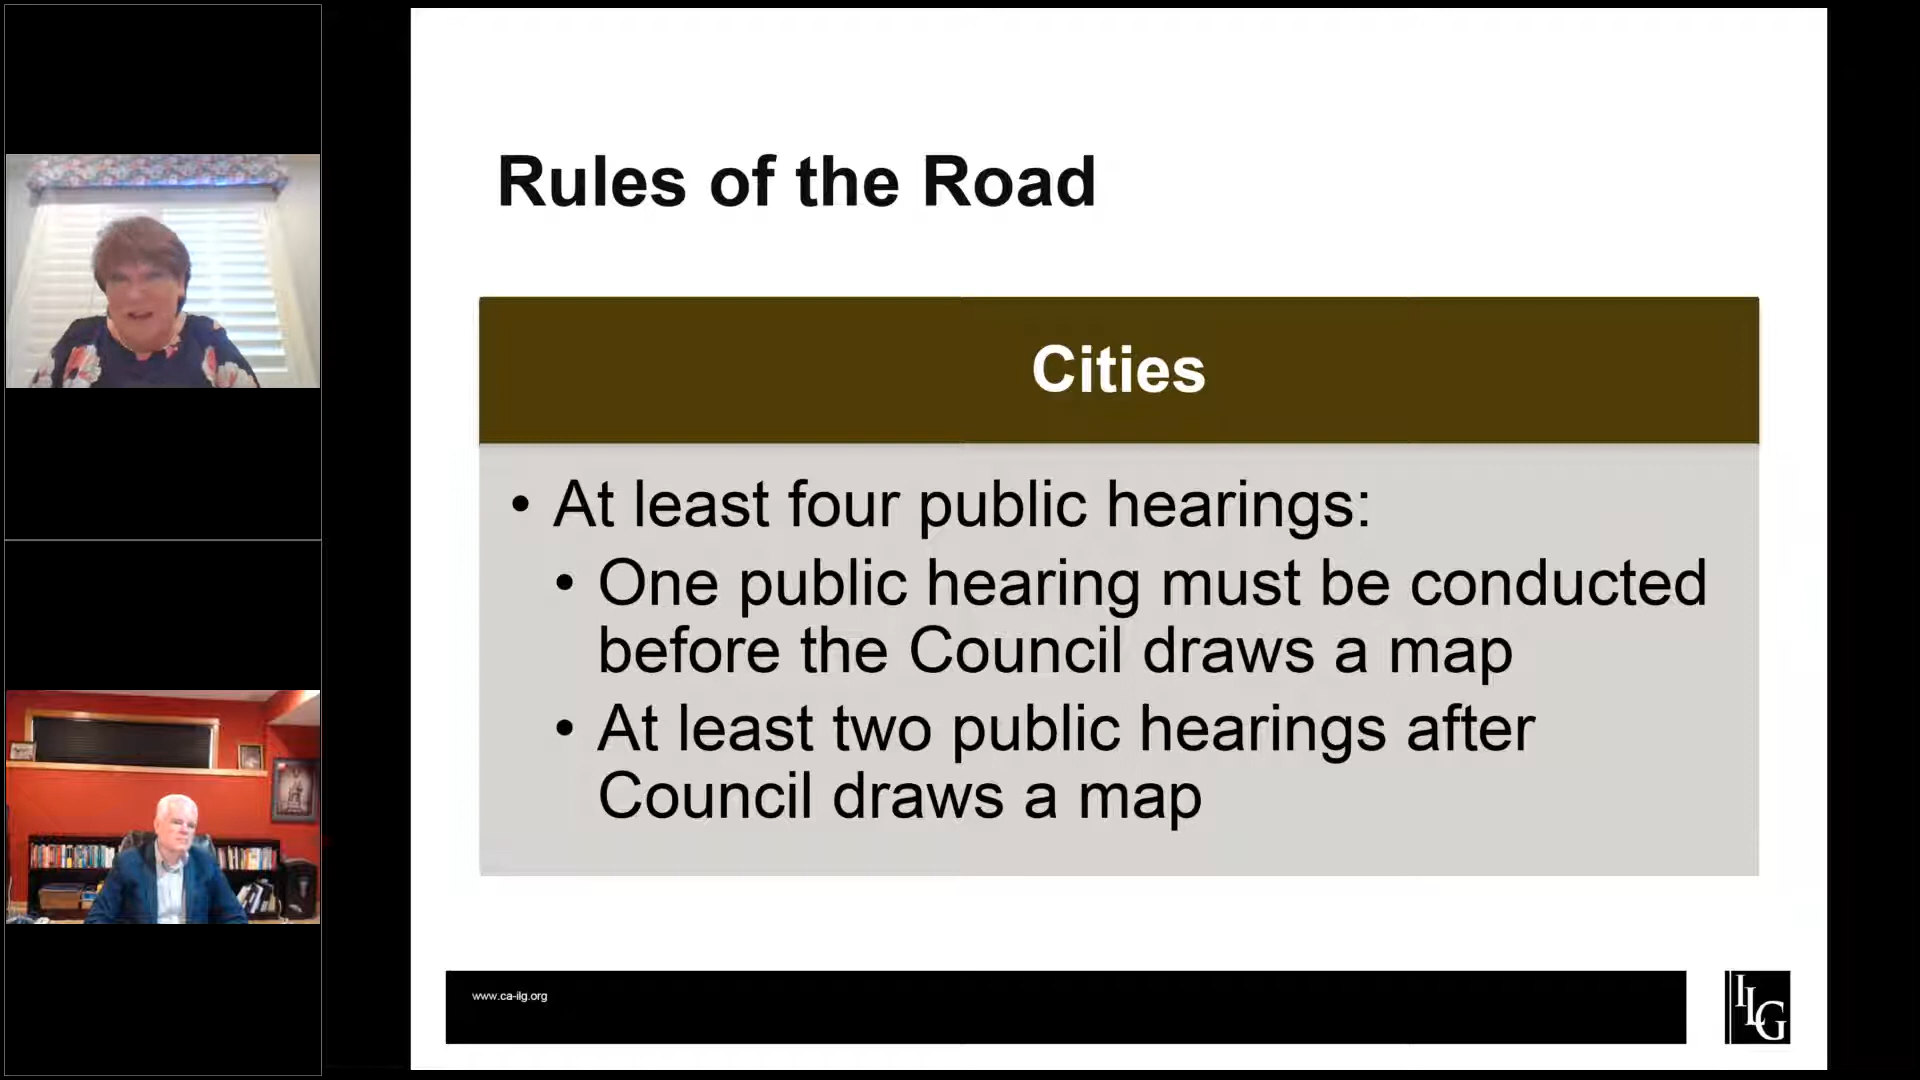 Rules of the Road
Cities
• At least four public hearings:
• One public hearing must be conducted
before the Council draws a map
• At least two public hearings after
Council draws a map
www.ca-ilg.org
ILG